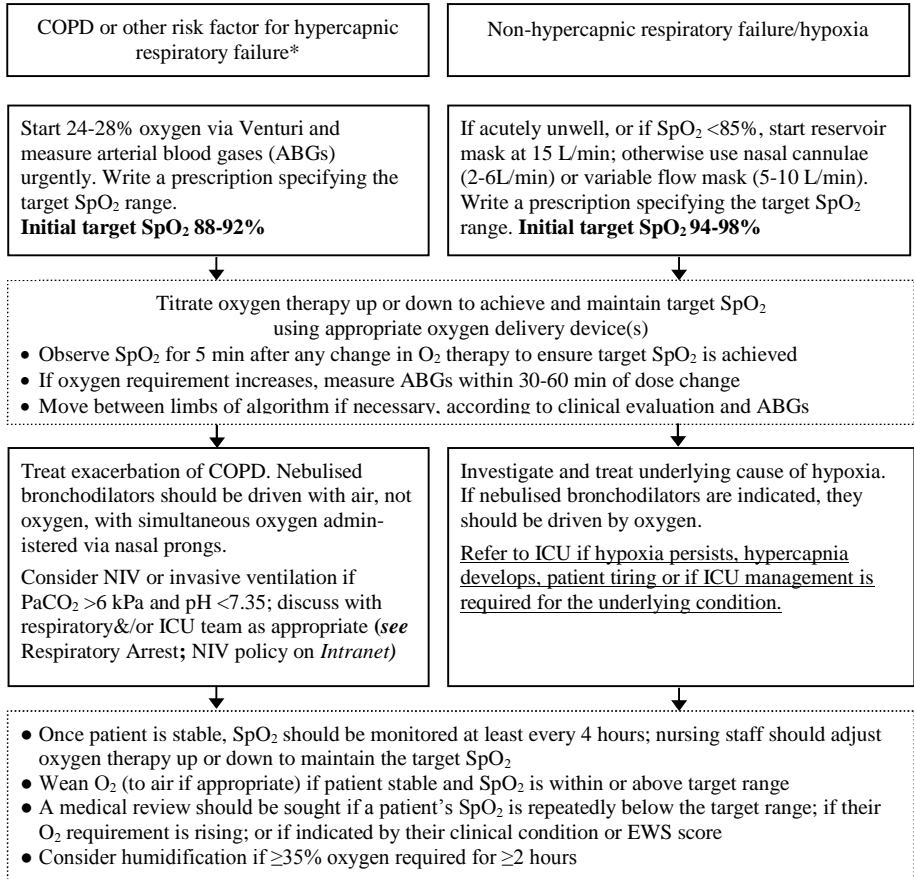 COPD or other risk factor for hypercapnic
respiratory failure*
Non-hypercapnic respiratory failure/hypoxia
Start 24-28% oxygen via Venturi and
measure arterial blood gases (ABGs)
urgently. Write a prescription specifying the
target SpO₂ range.
Initial target SpO₂ 88-92%
If acutely unwell, or if SpO₂ <85%, start reservoir
mask at 15 L/min; otherwise use nasal cannulae
(2-6L/min) or variable flow mask (5-10 L/min).
Write a prescription specifying the target SpO₂
range. Initial target SpO₂ 94-98%
Titrate oxygen therapy up or down to achieve and maintain target SpO₂
using appropriate oxygen delivery device(s)
• Observe SpO₂ for 5 min after any change in O₂ therapy to ensure target SpO₂ is achieved
• If oxygen requirement increases, measure ABGs within 30-60 min of dose change
• Move between limbs of algorithm if necessary, according to clinical evaluation and ABGs
Treat exacerbation of COPD. Nebulised
bronchodilators should be driven with air, not
oxygen, with simultaneous oxygen admin-
istered via nasal prongs.
Consider NIV or invasive ventilation if
PaCO₂ >6 kPa and pH <7.35; discuss with
respiratory&/or ICU team as appropriate (see
Respiratory Arrest; NIV policy on Intranet)
Investigate and treat underlying cause of hypoxia.
If nebulised bronchodilators are indicated, they
should be driven by oxygen.
Refer to ICU if hypoxia persists, hypercapnia
develops, patient tiring or if ICU management is
required for the underlying condition.
● Once patient is stable, SpO₂ should be monitored at least every 4 hours; nursing staff should adjust
oxygen therapy up or down to maintain the target SpO₂
● Wean O₂ (to air if appropriate) if patient stable and SpO₂ is within or above target range
● A medical review should be sought if a patient's SpO₂ is repeatedly below the target range; if their
O₂ requirement is rising; or if indicated by their clinical condition or EWS score
● Consider humidification if ≥35% oxygen required for ≥2 hours